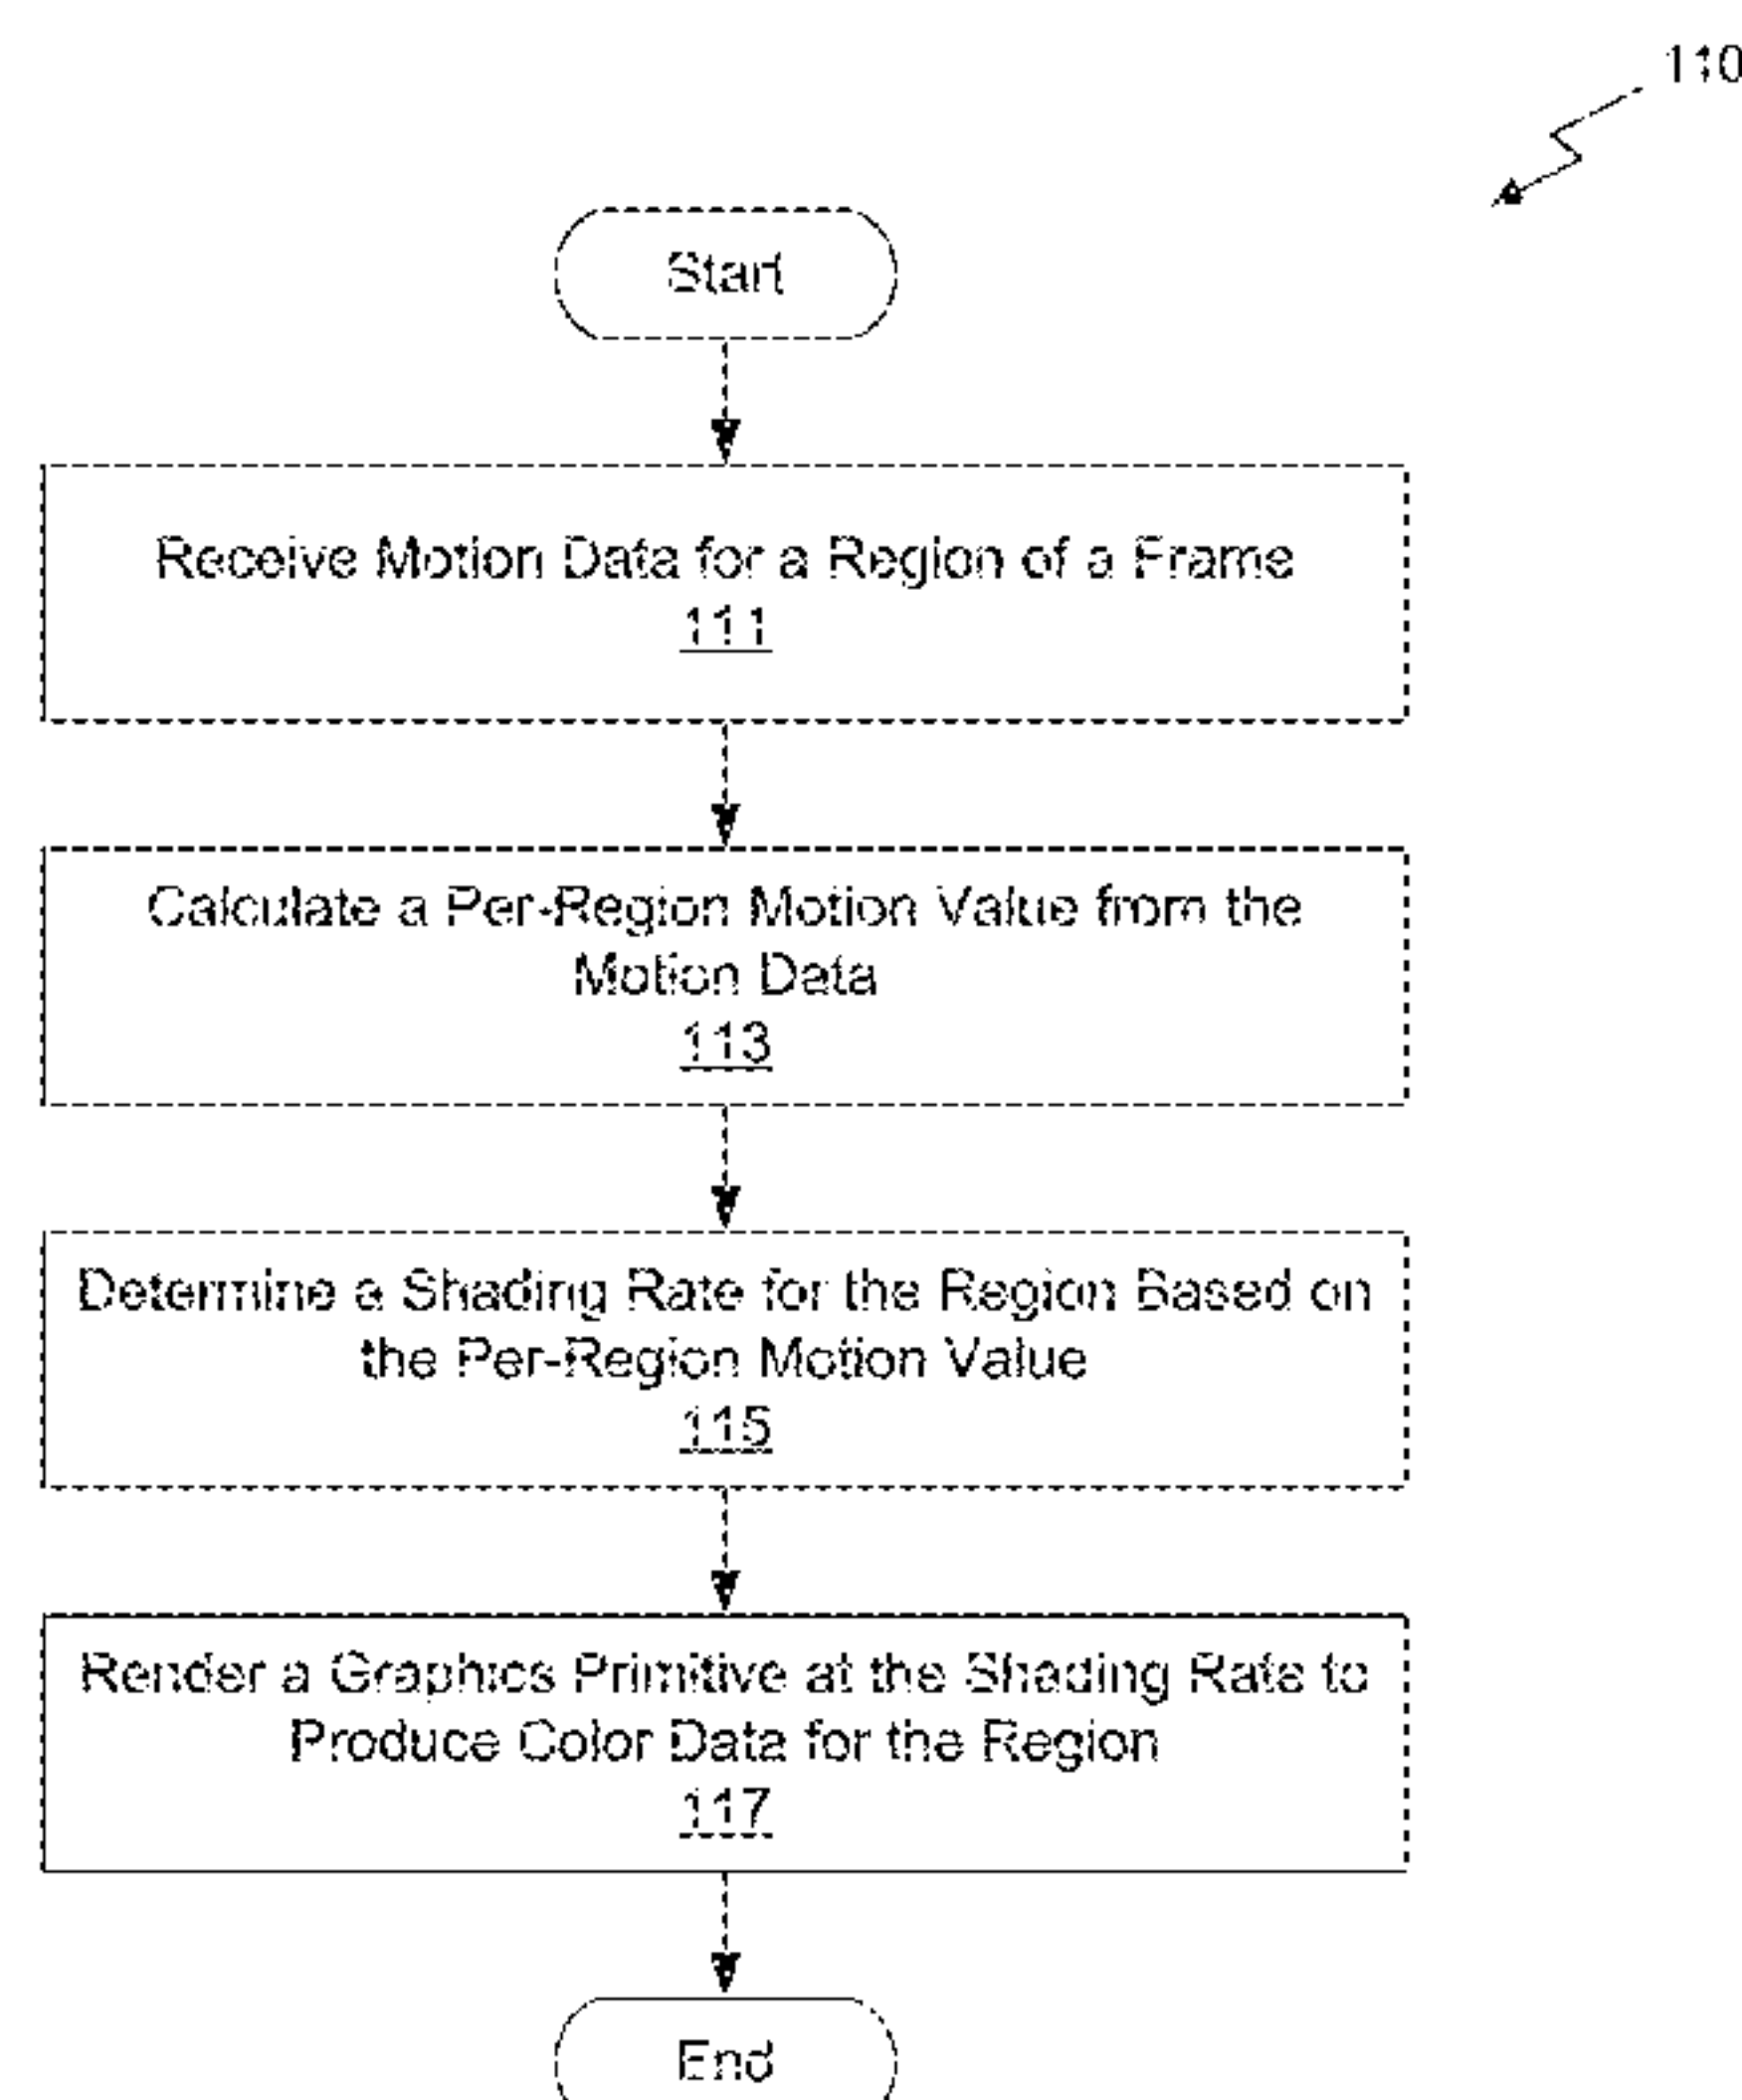 110
Start
Receive Motion Data for a Region of a Frame
111
Calculate a Per-Region Motion Value from the
Motion Data
113
Determine a Shading Rate for the Region Based on
the Per-Region Motion Value
115
Render a Graphics Primitive at the Shading Rate to
Produce Color Data for the Region
117
End